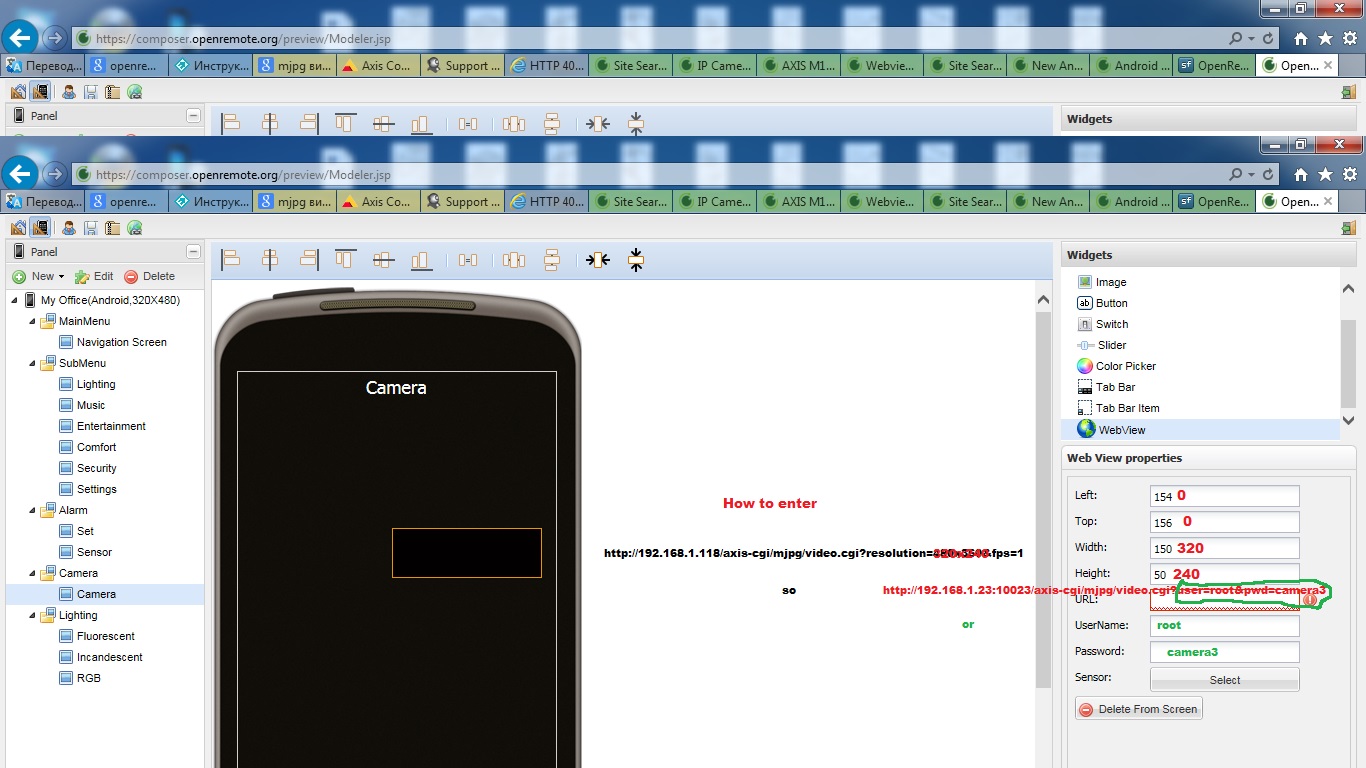 https://composer.openremote.org/preview/Modeler.jsp
Перевод... openre... Инструк... mjpg ви... Axis Co... Support ... HTTP 40... Site Sear... IP Came... AXIS M1... Webvie... Site Sear... New An... Android ... OpenRe... Open...
Panel
Widgets
https://composer.openremote.org/preview/Modeler.jsp
Перевод... openre... Инструк... mjpg ви... Axis Co... Support ... HTTP 40... Site Sear... IP Came... AXIS M1... Webvie... Site Sear... New An... Android ... OpenRe... Open...
Panel
New Edit Delete
My Office(Android,320X480)
MainMenu
Navigation Screen
SubMenu
Lighting
Music
Entertainment
Comfort
Security
Settings
Alarm
Set
Sensor
Camera
Camera
Lighting
Fluorescent
Incandescent
RGB
Camera
How to enter
http://192.168.1.118/axis-cgi/mjpg/video.cgi?resolution=480x360&fps=1
so
http://192.168.1.23:10023/axis-cgi/mjpg/video.cgi?user=root&pwd=camera3
or
Widgets
Image
Button
Switch
Slider
Color Picker
Tab Bar
Tab Bar Item
WebView
Web View properties
Left: 154 0
Top: 156 0
Width: 150 320
Height: 50 240
URL:
UserName: root
Password: camera3
Sensor: Select
Delete From Screen